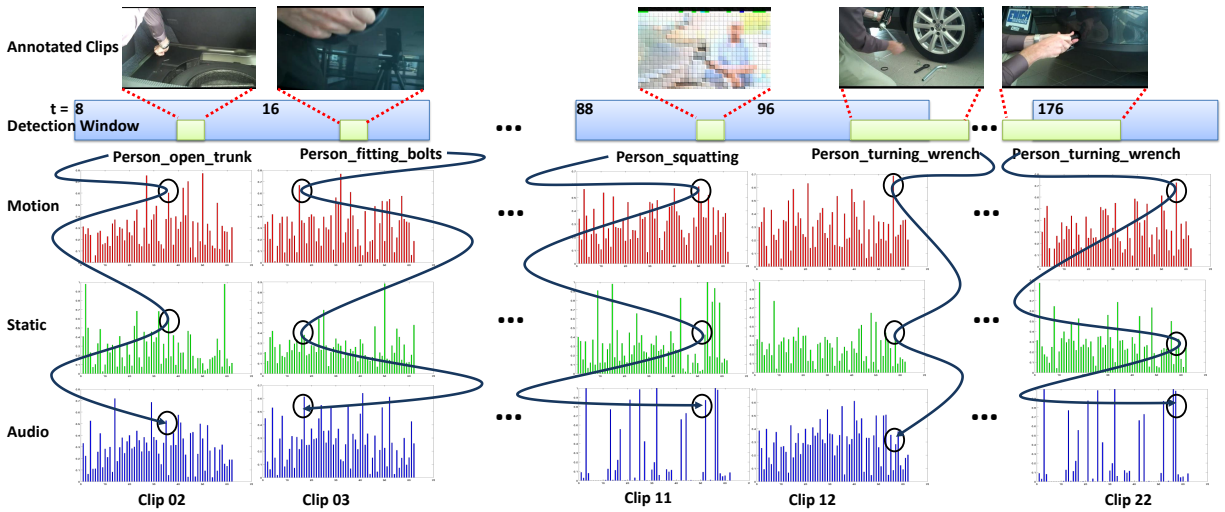 Annotated Clips
t = 8
16
88
96
176
Detection Window
...
...
Person_open_trunk
Person_fitting_bolts
Person_squatting
Person_turning_wrench
Person_turning_wrench
Motion
...
...
Static
...
...
Audio
...
...
Clip 02
Clip 03
Clip 11
Clip 12
Clip 22